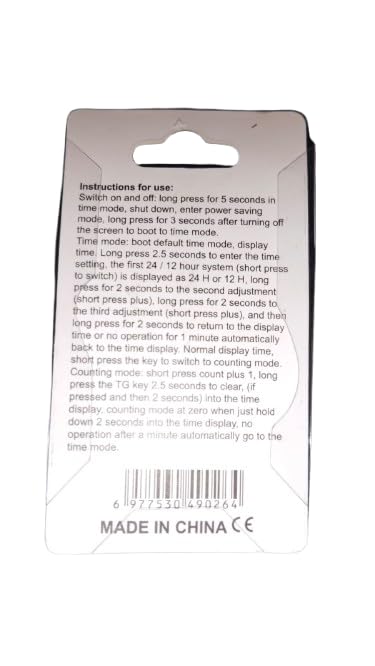 Instructions for use:
Switch on and off: long press for 5 seconds in
time mode, shut down, enter power saving
mode, long press for 3 seconds after turning off
the screen to boot to time mode.
Time mode: boot default time mode, display
time. Long press 2.5 seconds to enter the time
setting, the first 24 / 12 hour system (short press
to switch) is displayed as 24 H or 12 H, long
press for 2 seconds to the second adjustment
(short press plus), long press for 2 seconds to
the third adjustment (short press plus), and then
long press for 2 seconds to return to the display
time or no operation for 1 minute automatically
back to the time display. Normal display time,
short press the key to switch to counting mode.
Counting mode: short press count plus 1, long
press the TG key 2.5 seconds to clear, (if
pressed and then 2 seconds) into the time
display, counting mode at zero when just hold
down 2 seconds into the time display, no
operation after a minute automatically go to the
time mode.
6 977530 490264
MADE IN CHINA CE